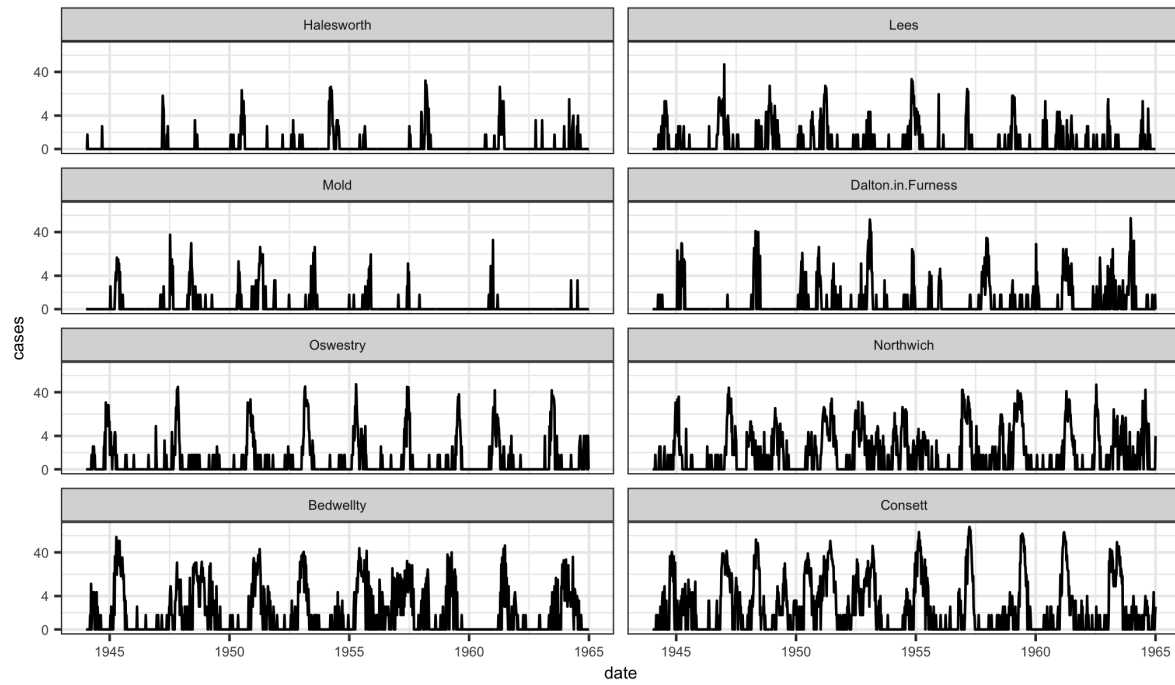 Halesworth
Lees
40
4
0
Mold
Dalton.in.Furness
40
4
0
cases
Oswestry
Northwich
40
4
0
Bedwellty
Consett
40
4
0
1945 1950 1955 1960 1965 1945 1950 1955 1960 1965
date